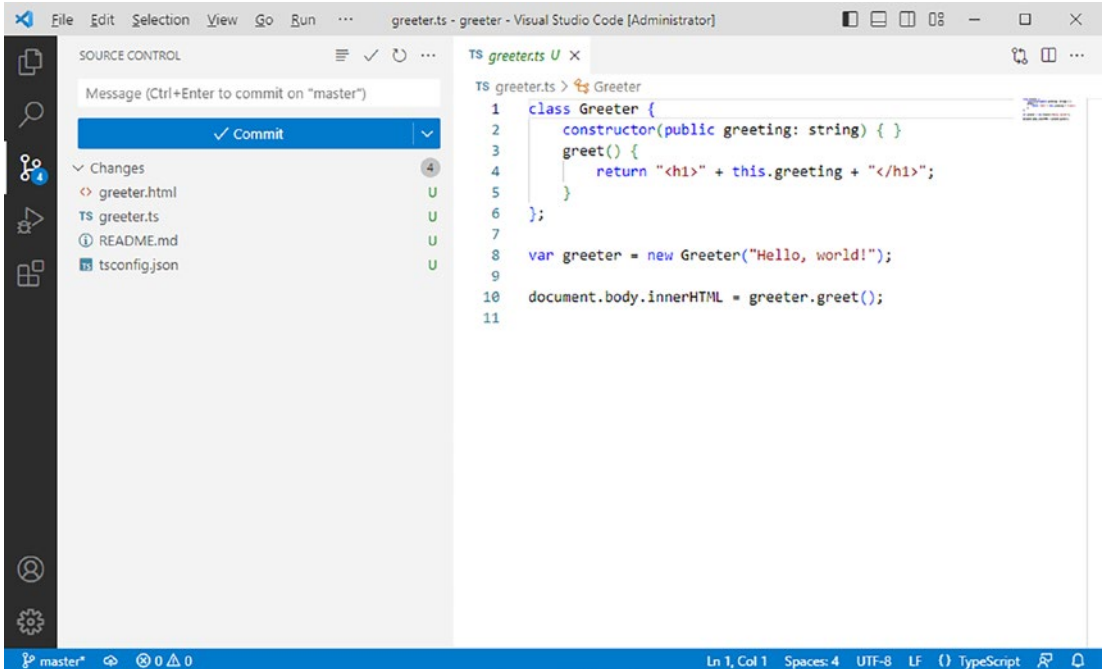 File Edit Selection View Go Run ··· greeter.ts - greeter - Visual Studio Code [Administrator]
SOURCE CONTROL
Message (Ctrl+Enter to commit on "master")
Commit
Changes 4
greeter.html U
TS greeter.ts U
README.md U
TS tsconfig.json U
4
TS greeter.ts U
TS greeter.ts > Greeter
1 class Greeter {
2 constructor(public greeting: string) { }
3 greet() {
4 return "<h1>" + this.greeting + "</h1>";
5 }
6 };
7
8 var greeter = new Greeter("Hello, world!");
9
10 document.body.innerHTML = greeter.greet();
11
master* 0 0 Ln 1, Col 1 Spaces: 4 UTF-8 LF {} TypeScript